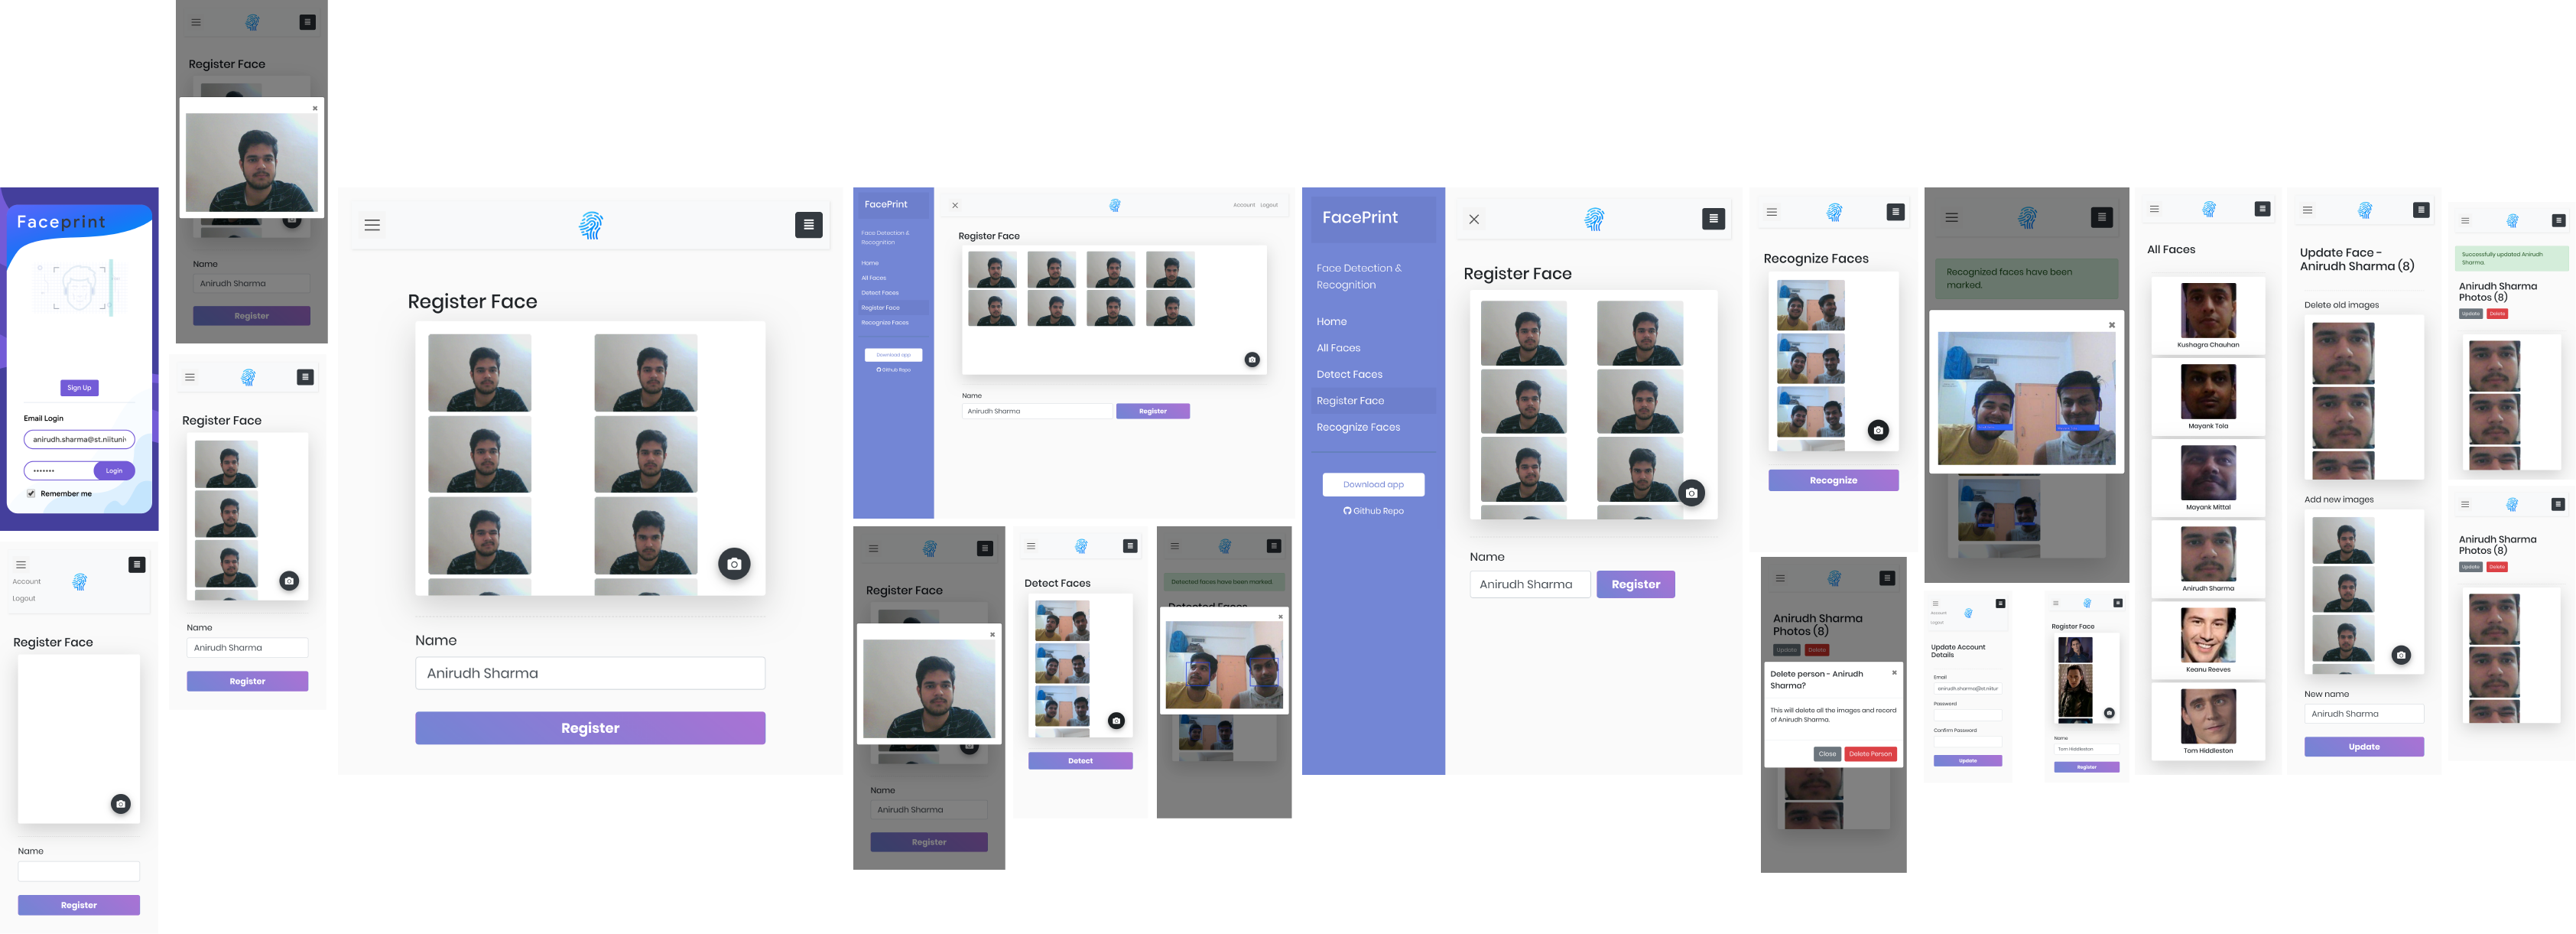 Register Face
Name
Anirudh Sharma
Register
Faceprint
Sign Up
Email Login
anirudh.sharma@st.niituni
•••••••
Login
Remember me
Account
Logout
Register Face
Name
Register
Register Face
Name
Anirudh Sharma
Register
Register Face
Name
Anirudh Sharma
Register
FacePrint
Face Detection &
Recognition
Home
All Faces
Detect Faces
Register Face
Recognize Faces
Download app
Github Repo
Account Logout
Register Face
Name
Anirudh Sharma
Register
Register Face
Name
Anirudh Sharma
Register
Detect Faces
Detect
Detected faces have been marked.
Detected Faces
FacePrint
Face Detection &
Recognition
Home
All Faces
Detect Faces
Register Face
Recognize Faces
Download app
Github Repo
Register Face
Name
Anirudh Sharma
Register
Recognize Faces
Recognize
Anirudh Sharma
Photos (8)
Update
Delete
Delete person - Anirudh
Sharma?
This will delete all the images and record
of Anirudh Sharma.
Close
Delete Person
Recognized faces have been
marked.
Account
Logout
Update Account
Details
Email
anirudh.sharma@st.niitur
Password
Confirm Password
Update
Register Face
Name
Tom Hiddleston
Register
All Faces
Kushagra Chauhan
Mayank Tola
Mayank Mittal
Anirudh Sharma
Keanu Reeves
Tom Hiddleston
Update Face -
Anirudh Sharma (8)
Delete old images
Add new images
New name
Anirudh Sharma
Update
Successfully updated Anirudh
Sharma
Anirudh Sharma
Photos (8)
Update
Delete
Anirudh Sharma
Photos (8)
Update
Delete